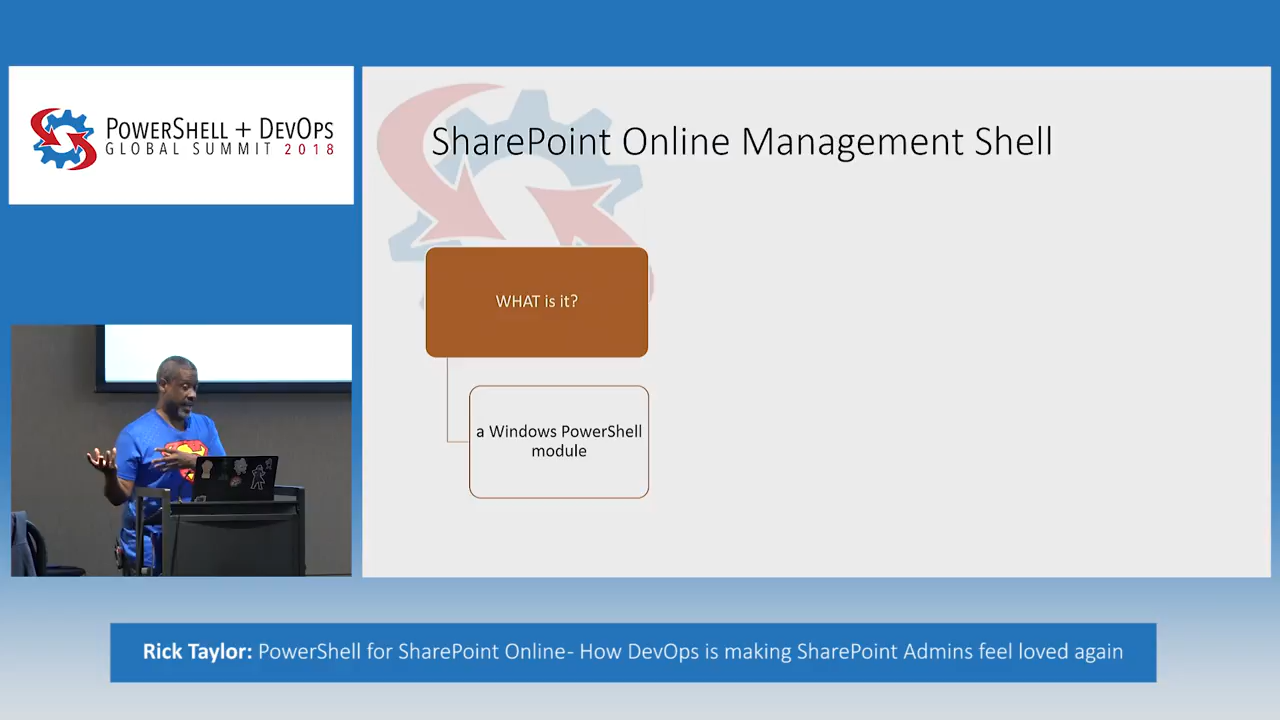 POWERSHELL + DEVOPS
GLOBAL SUMMIT 2018
SharePoint Online Management Shell
WHAT is it?
a Windows PowerShell
module
Rick Taylor: PowerShell for SharePoint Online- How DevOps is making SharePoint Admins feel loved again